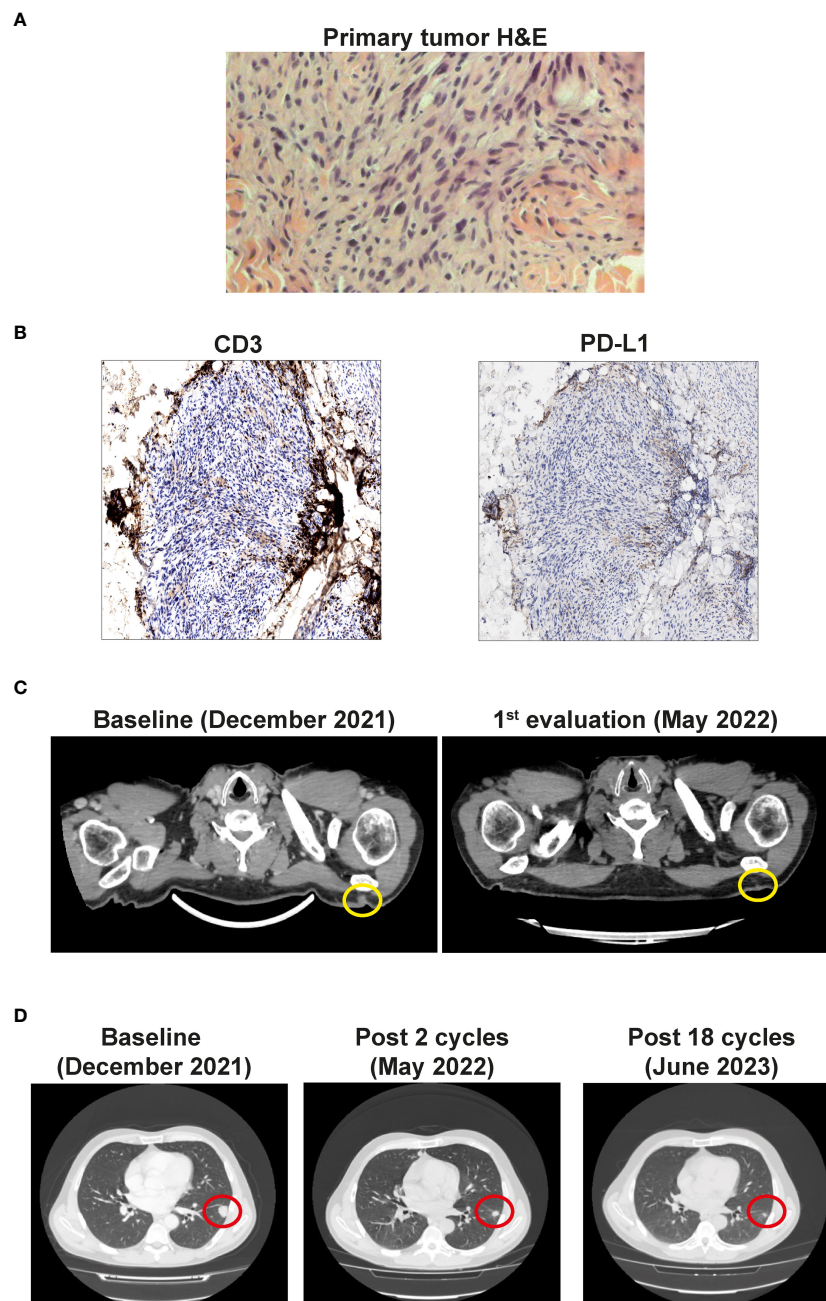 A
Primary tumor H&E
B
CD3
PD-L1
C
Baseline (December 2021)
1st evaluation (May 2022)
D
Baseline
(December 2021)
Post 2 cycles
(May 2022)
Post 18 cycles
(June 2023)